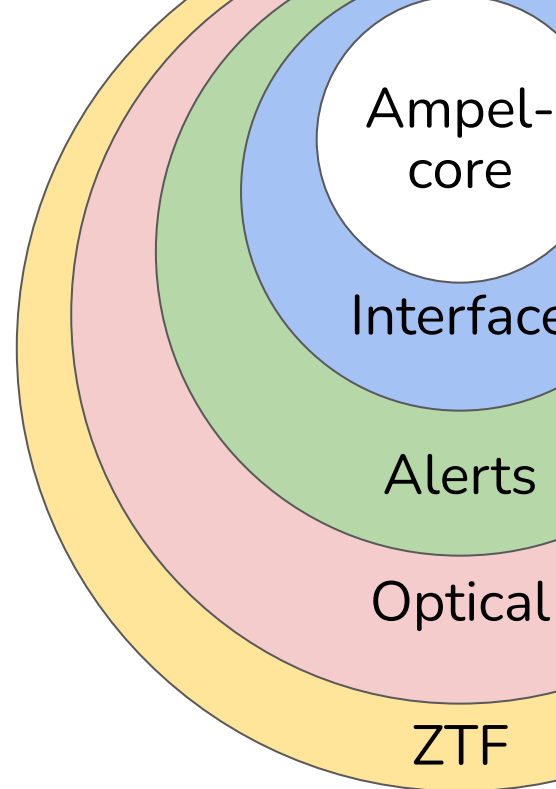 Ampel-
core
Interface
Alerts
Optical
ZTF